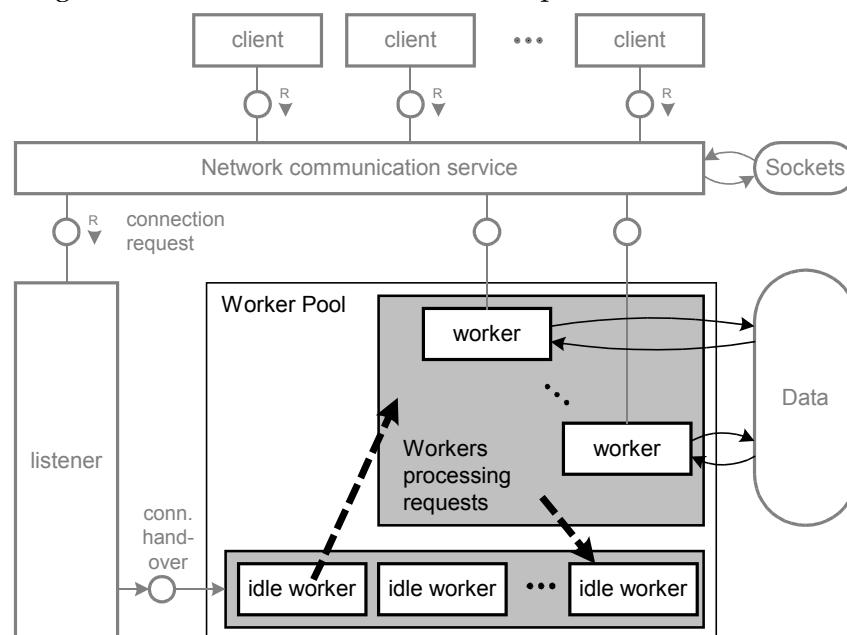 client
client
client
R
R
R
Network communication service
Sockets
R
connection
request
Worker Pool
worker
Data
worker
listener
Workers
processing
requests
conn.
hand-
over
idle worker
idle worker
idle worker